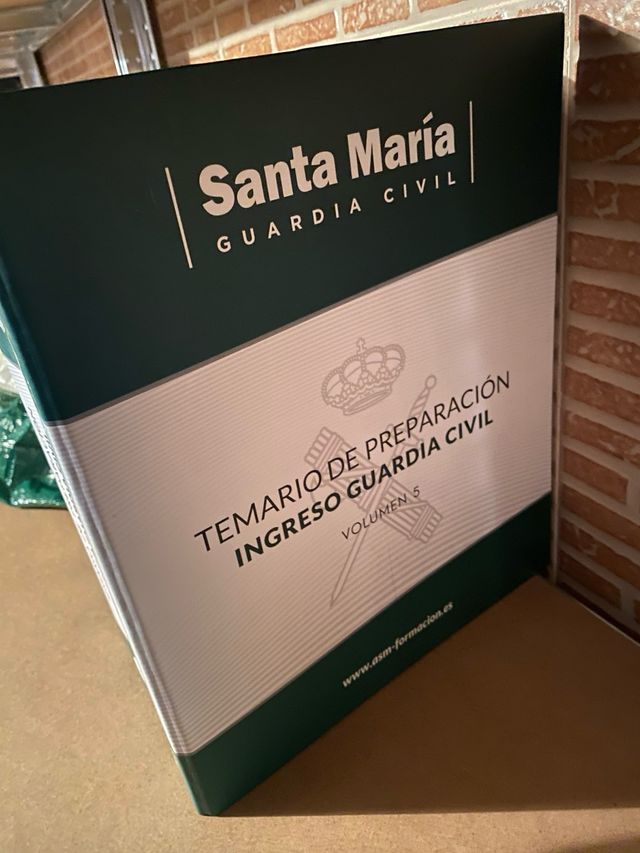 Santa María
GUARDIA CIVIL
TEMARIO DE PREPARACIÓN
INGRESO GUARDIA CIVIL
VOLUMEN 5
www.asm-formacion.es